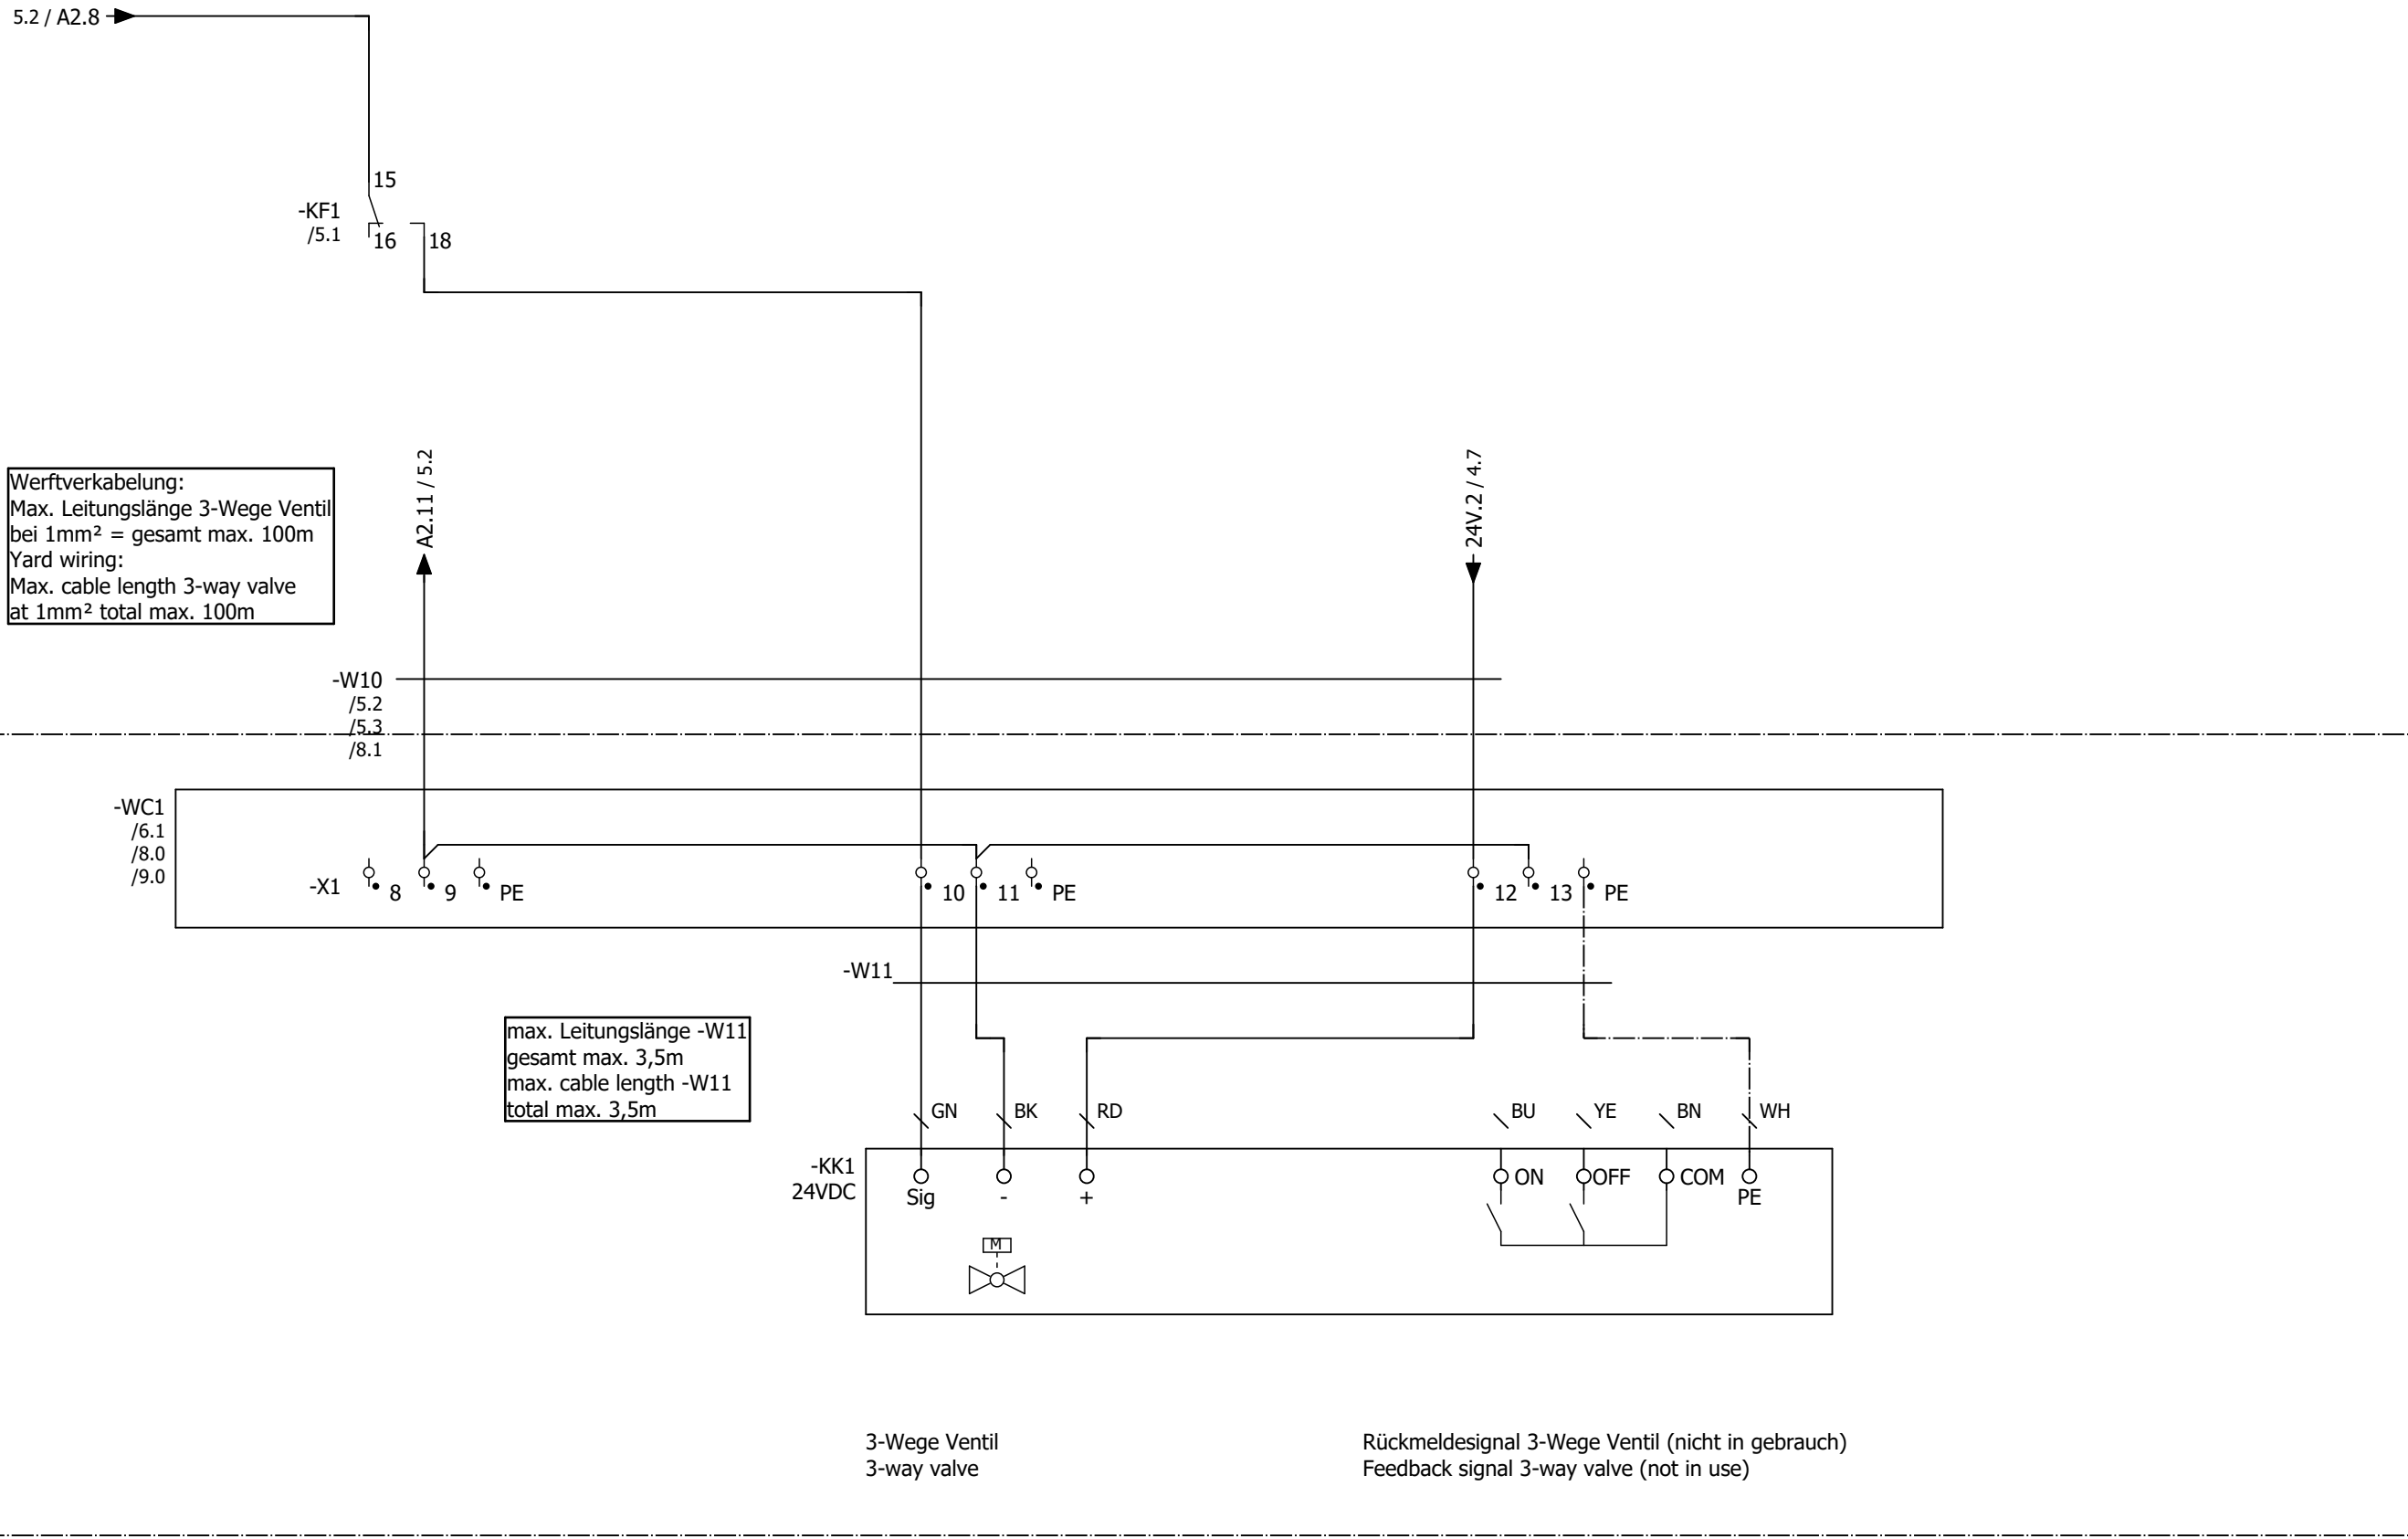 5.2 / A2.8
15
-KF1
/5.1
16
18
A2.11 / 5.2
24V.2 / 4.7
Werftverkabelung:
Max. Leitungslänge 3-Wege Ventil
bei 1mm² = gesamt max. 100m
Yard wiring:
Max. cable length 3-way valve
at 1mm² total max. 100m
-W10
/5.2
/5.3
/8.1
-WC1
/6.1
/8.0
/9.0
-X1 8 9 PE 10 11 PE 12 13 PE
-W11
max. Leitungslänge -W11
gesamt max. 3,5m
max. cable length -W11
total max. 3,5m
GN BK RD BU YE BN WH
-KK1
24VDC
Sig - + ON OFF COM PE
M
3-Wege Ventil
3-way valve
Rückmeldesignal 3-Wege Ventil (nicht in gebrauch)
Feedback signal 3-way valve (not in use)